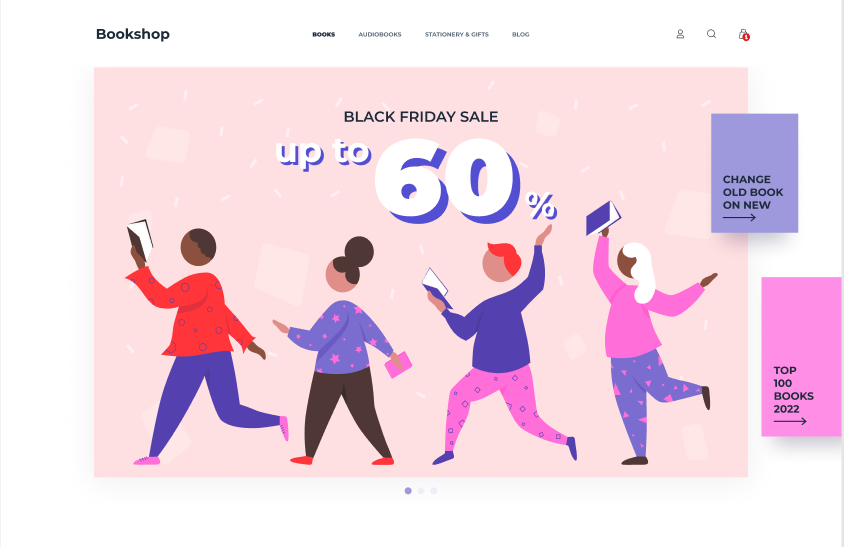 Bookshop
BOOKS
AUDIOBOOKS
STATIONERY & GIFTS
BLOG
1
BLACK FRIDAY SALE
up to 60 %
CHANGE
OLD BOOK
ON NEW
TOP
100
BOOKS
2022